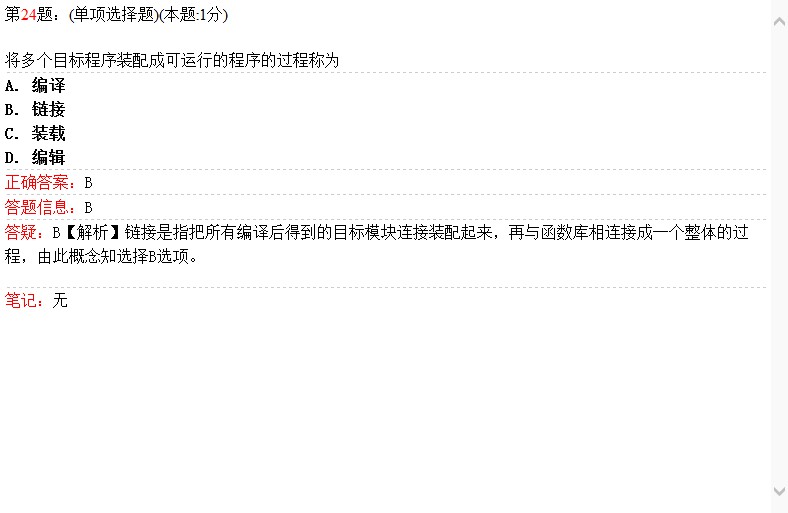 第24题：(单项选择题)(本题:1分)
将多个目标程序装配成可运行的程序的过程称为
A. 编译
B. 链接
C. 装载
D. 编辑
正确答案：B
答题信息：B
答疑：B【解析】链接是指把所有编译后得到的目标模块连接装配起来，再与函数库相连接成一个整体的过
程，由此概念知选择B选项。
笔记：无